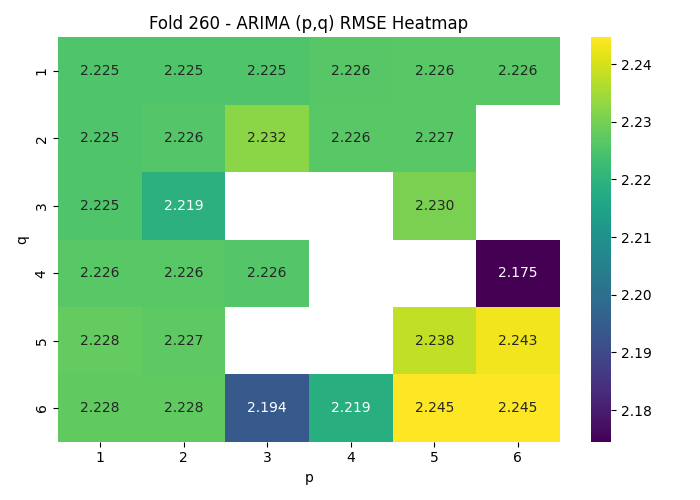 Fold 260 - ARIMA (p,q) RMSE Heatmap
1 2.225 2.225 2.225 2.226 2.226 2.226
2 2.225 2.226 2.232 2.226 2.227
3 2.225 2.219 2.230
4 2.226 2.226 2.226 2.175
5 2.228 2.227 2.238 2.243
6 2.228 2.228 2.194 2.219 2.245 2.245
1 2 3 4 5 6
p
q
2.24
2.23
2.22
2.21
2.20
2.19
2.18